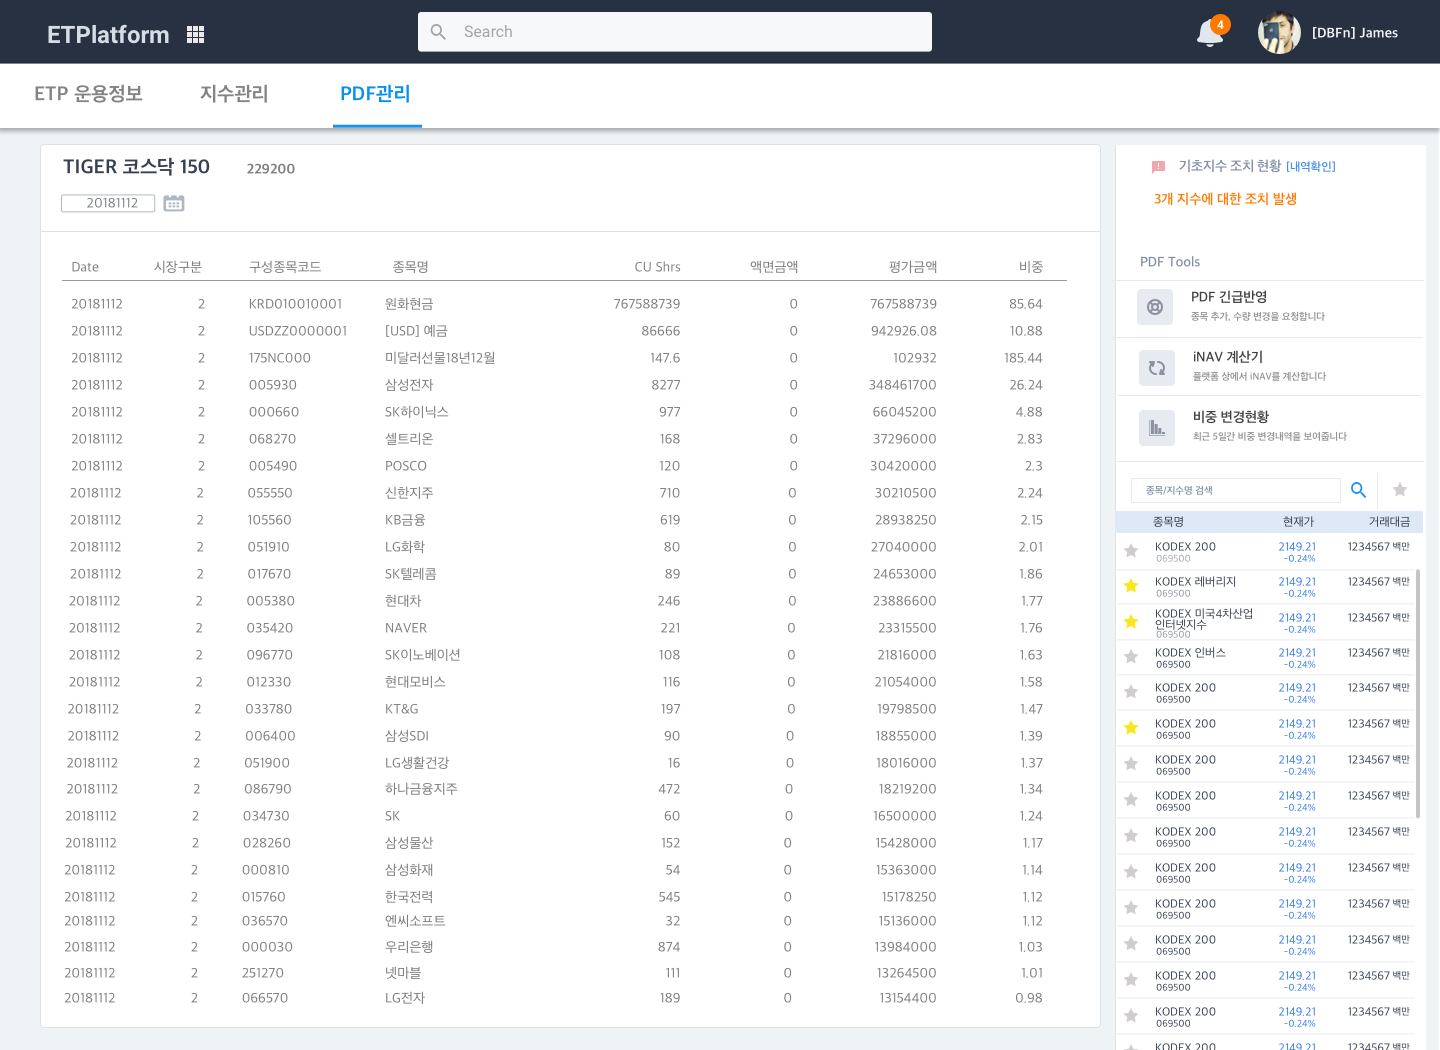 ETPlatform
Search
4
[DBFn] James
ETP 운용정보 지수관리 PDF관리
TIGER 코스닥 150 229200
20181112
Date 시장구분 구성종목코드 종목명 CU Shrs 액면금액 평가금액 비중
20181112 2 KRD010010001 원화현금 767588739 0 767588739 85.64
20181112 2 USDZZ0000001 [USD] 예금 86666 0 942926.08 10.88
20181112 2 175NC000 미달러선물18년12월 147.6 0 102932 185.44
20181112 2 005930 삼성전자 8277 0 348461700 26.24
20181112 2 000660 SK하이닉스 977 0 66045200 4.88
20181112 2 068270 셀트리온 168 0 37296000 2.83
20181112 2 005490 POSCO 120 0 30420000 2.3
20181112 2 055550 신한지주 710 0 30210500 2.24
20181112 2 105560 KB금융 619 0 28938250 2.15
20181112 2 051910 LG화학 80 0 27040000 2.01
20181112 2 017670 SK텔레콤 89 0 24653000 1.86
20181112 2 005380 현대차 246 0 23886600 1.77
20181112 2 035420 NAVER 221 0 23315500 1.76
20181112 2 096770 SK이노베이션 108 0 21816000 1.63
20181112 2 012330 현대모비스 116 0 21054000 1.58
20181112 2 033780 KT&G 197 0 19798500 1.47
20181112 2 006400 삼성SDI 90 0 18855000 1.39
20181112 2 051900 LG생활건강 16 0 18016000 1.37
20181112 2 086790 하나금융지주 472 0 18219200 1.34
20181112 2 034730 SK 60 0 16500000 1.24
20181112 2 028260 삼성물산 152 0 15428000 1.17
20181112 2 000810 삼성화재 54 0 15363000 1.14
20181112 2 015760 한국전력 545 0 15178250 1.12
20181112 2 036570 엔씨소프트 32 0 15136000 1.12
20181112 2 000030 우리은행 874 0 13984000 1.03
20181112 2 251270 넷마블 111 0 13264500 1.01
20181112 2 066570 LG전자 189 0 13154400 0.98
기초지수 조치 현황 [내역확인]
3개 지수에 대한 조치 발생
PDF Tools
PDF 긴급반영
종목 추가, 수량 변경을 요청합니다
iNAV 계산기
플랫폼 상에서 iNAV를 계산합니다
비중 변경현황
최근 5일간 비중 변경내역을 보여줍니다
종목/지수명 검색
종목명 현재가 거래대금
KODEX 200 2149.21 1234567 백만
069500 -0.24%
KODEX 레버리지 2149.21 1234567 백만
069500 -0.24%
KODEX 미국4차산업 2149.21 1234567 백만
인터넷지수 -0.24%
069500
KODEX 인버스 2149.21 1234567 백만
069500 -0.24%
KODEX 200 2149.21 1234567 백만
069500 -0.24%
KODEX 200 2149.21 1234567 백만
069500 -0.24%
KODEX 200 2149.21 1234567 백만
069500 -0.24%
KODEX 200 2149.21 1234567 백만
069500 -0.24%
KODEX 200 2149.21 1234567 백만
069500 -0.24%
KODEX 200 2149.21 1234567 백만
069500 -0.24%
KODEX 200 2149.21 1234567 백만
069500 -0.24%
KODEX 200 2149.21 1234567 백만
069500 -0.24%
KODEX 200 2149.21 1234567 백만
069500 -0.24%
KODEX 200 2149.21 1234567 백만
069500 -0.24%
KODEX 200 2149.21 1234567 백만